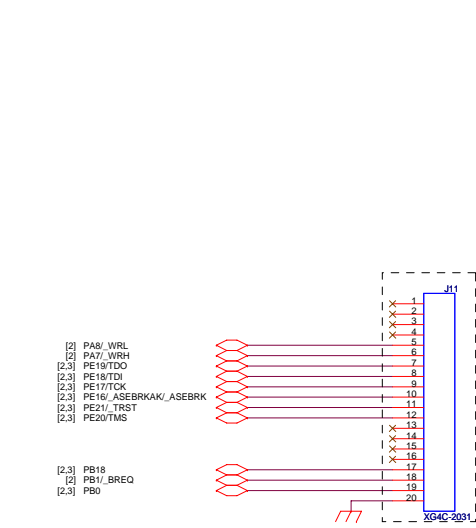 J11
1
2
3
4
[2] PA8/_WRL 5
[2] PA7/_WRH 6
[2,3] PE19/TDO 7
[2,3] PE18/TDI 8
[2,3] PE17/TCK 9
[2,3] PE16/_ASEBRKAK/_ASEBRK 10
[2,3] PE21/_TRST 11
[2,3] PE20/TMS 12
13
14
15
16
[2,3] PB18 17
[2] PB1/_BREQ 18
[2,3] PB0 19
20
XG4C-2031